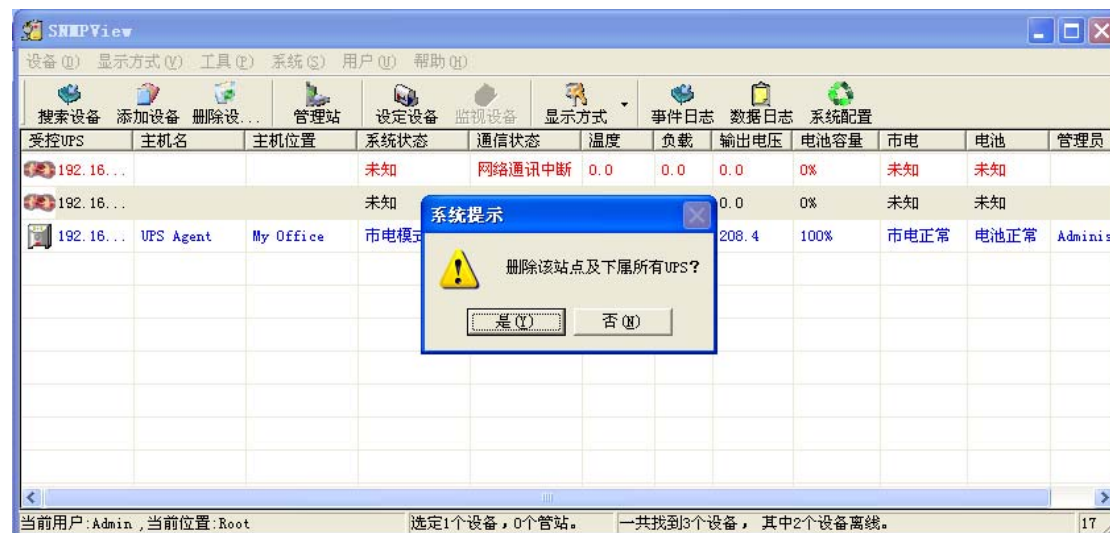 SNMPView
设备(D) 显示方式(V) 工具(P) 系统(S) 用户(U) 帮助(H)
搜索设备 添加设备 删除设... 管理站 设定设备 监视设备 显示方式 事件日志 数据日志 系统配置
受控UPS 主机名 主机位置 系统状态 通信状态 温度 负载 输出电压 电池容量 市电 电池 管理员
192.16... 未知 网络通讯中断 0.0 0.0 0.0 0% 未知 未知
192.16... 未知 0.0 0% 未知 未知
192.16... UPS Agent My Office 市电模式 208.4 100% 市电正常 电池正常 Adminis
系统提示
删除该站点及下属所有UPS?
是(Y) 否(N)
当前用户:Admin ,当前位置:Root 选定1个设备,0个管站。 一共找到3个设备, 其中2个设备离线。 17